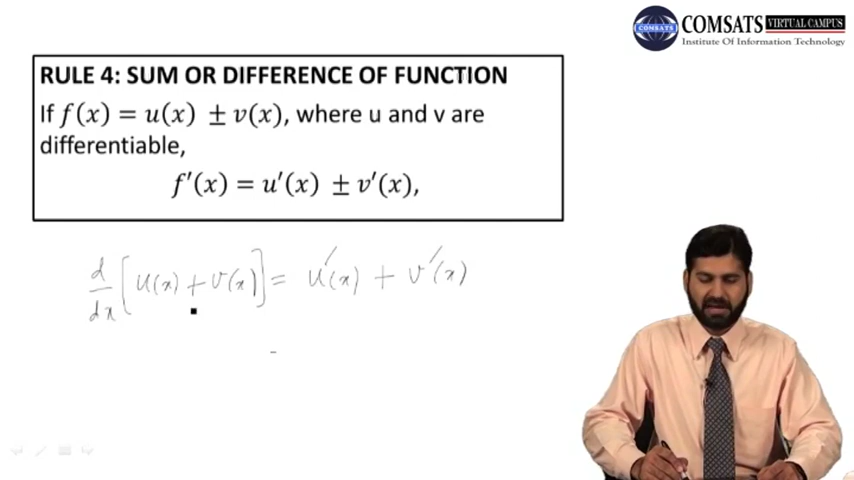 COMSATS VIRTUAL CAMPUS
COMSATS Institute Of Information Technology
RULE 4: SUM OR DIFFERENCE OF FUNCTION
If f(x) = u(x) ± v(x), where u and v are
differentiable,
f′(x) = u′(x) ± v′(x),
d/dx [u(x) + v(x)] = u′(x) + v′(x)